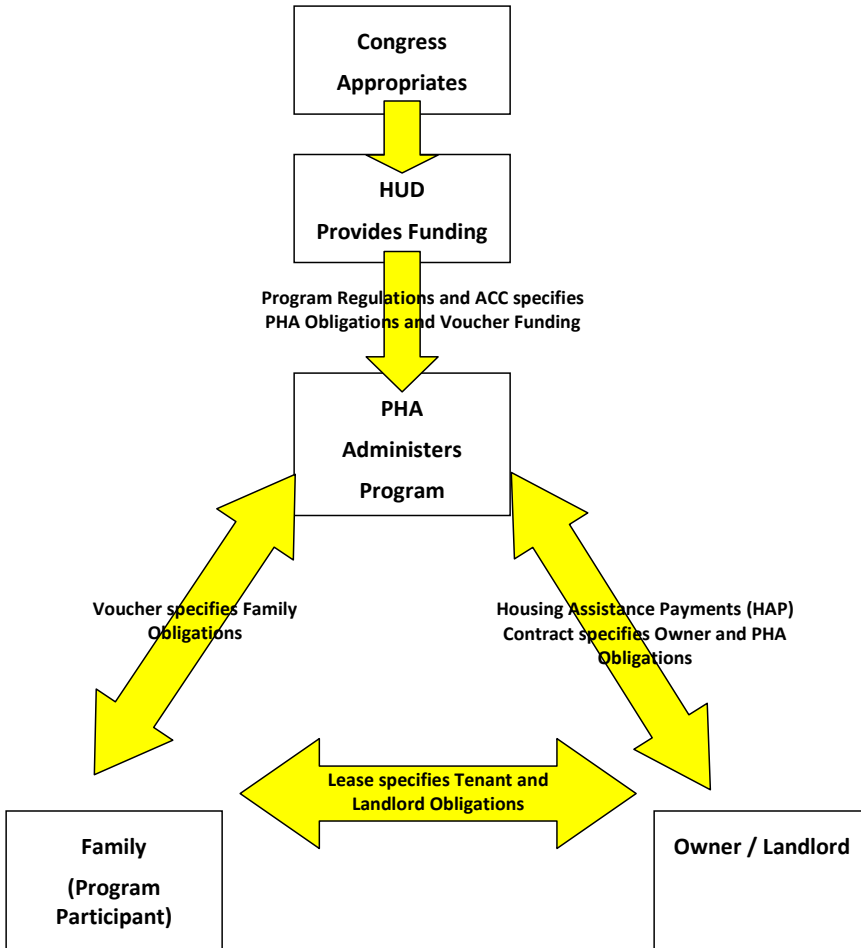 Congress
Appropriates
HUD
Provides Funding
Program Regulations and ACC specifies
PHA Obligations and Voucher Funding
PHA
Administers
Program
Voucher specifies Family
Obligations
Housing Assistance Payments (HAP)
Contract specifies Owner and PHA
Obligations
Lease specifies Tenant and
Landlord Obligations
Family
(Program
Participant)
Owner / Landlord